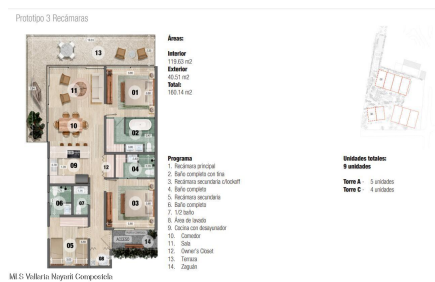 Prototipo 3 Recámaras
Áreas:
Interior
119.63 m2
Exterior
40.51 m2
Total:
160.14 m2
Programa
1. Recámara principal
2. Baño completo con tina
3. Recámara secundaria c/lockoff
4. Baño completo
5. Recámara secundaria
6. Baño completo
7. 1/2 baño
8. Área de lavado
9. Cocina con desayunador
10. Comedor
11. Sala
12. Owner's Closet
13. Terraza
14. Zaguán
Unidades totales:
9 unidades
Torre A - 5 unidades
Torre C - 4 unidades
13
11
01
10
02
09
12
04
06
07
03
05
08
ACCESO
14
MLS Vallarta Nayarit Compostela